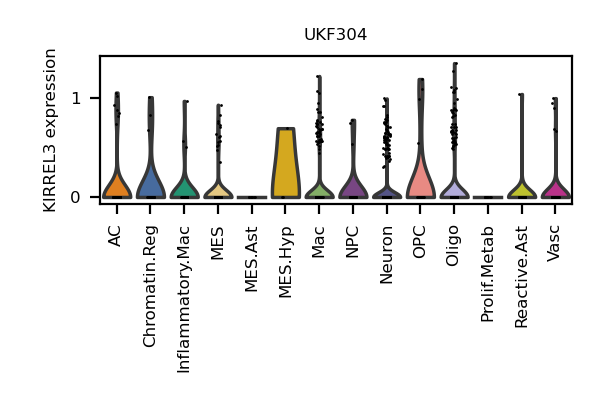 UKF304
KIRREL3 expression
1
0
AC
Chromatin.Reg
Inflammatory.Mac
MES
MES.Ast
MES.Hyp
Mac
NPC
Neuron
OPC
Oligo
Prolif.Metab
Reactive.Ast
Vasc